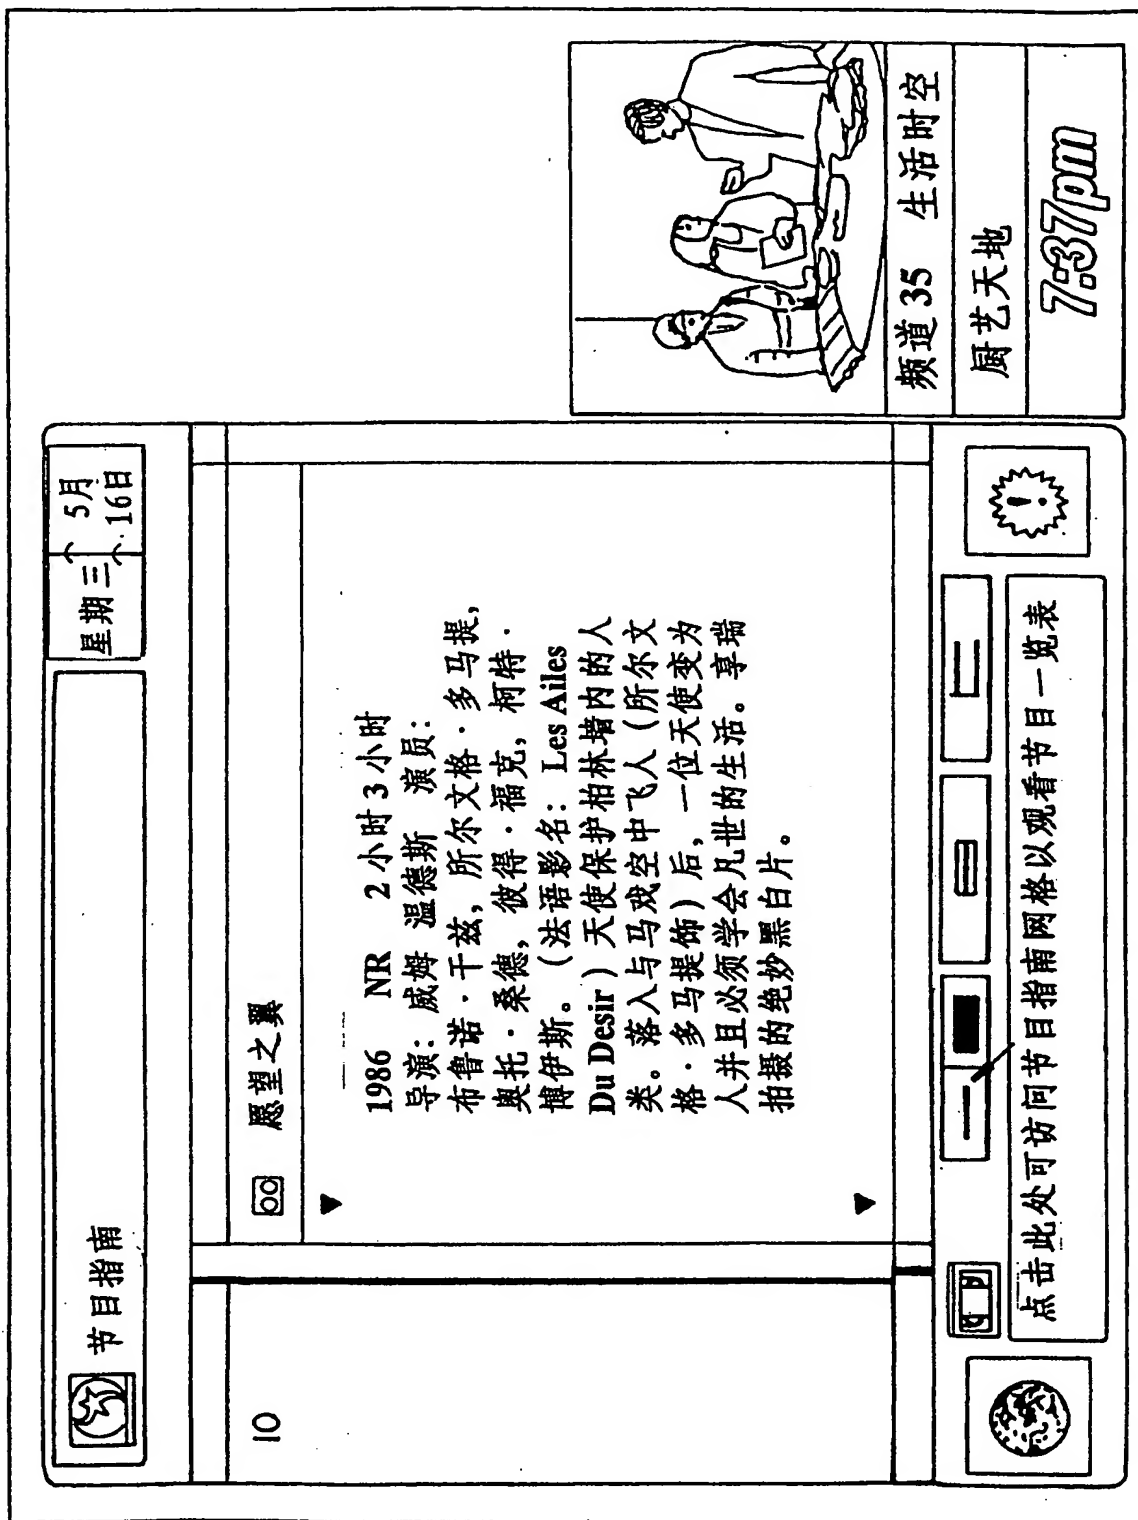 节目指南
星期三
5月
16日
10
愿望之翼
1986 NR 2小时3小时
导演：威姆 温德斯 演员：
布鲁诺·干兹，所尔文格·多马提，
奥托·桑德，彼得·福克，柯特·
博伊斯。（法语影名：Les Ailes
Du Desir）天使保护柏林墙内的人
类。落入与马戏空中飞人（所尔文
格·多马提饰）后，一位天使变为
人并且必须学会凡世的生活。享瑞
拍摄的绝妙黑白片。
点击此处可访问节目指南网格以观看节目一览表
频道 35 生活时空
厨艺天地
7:37pm